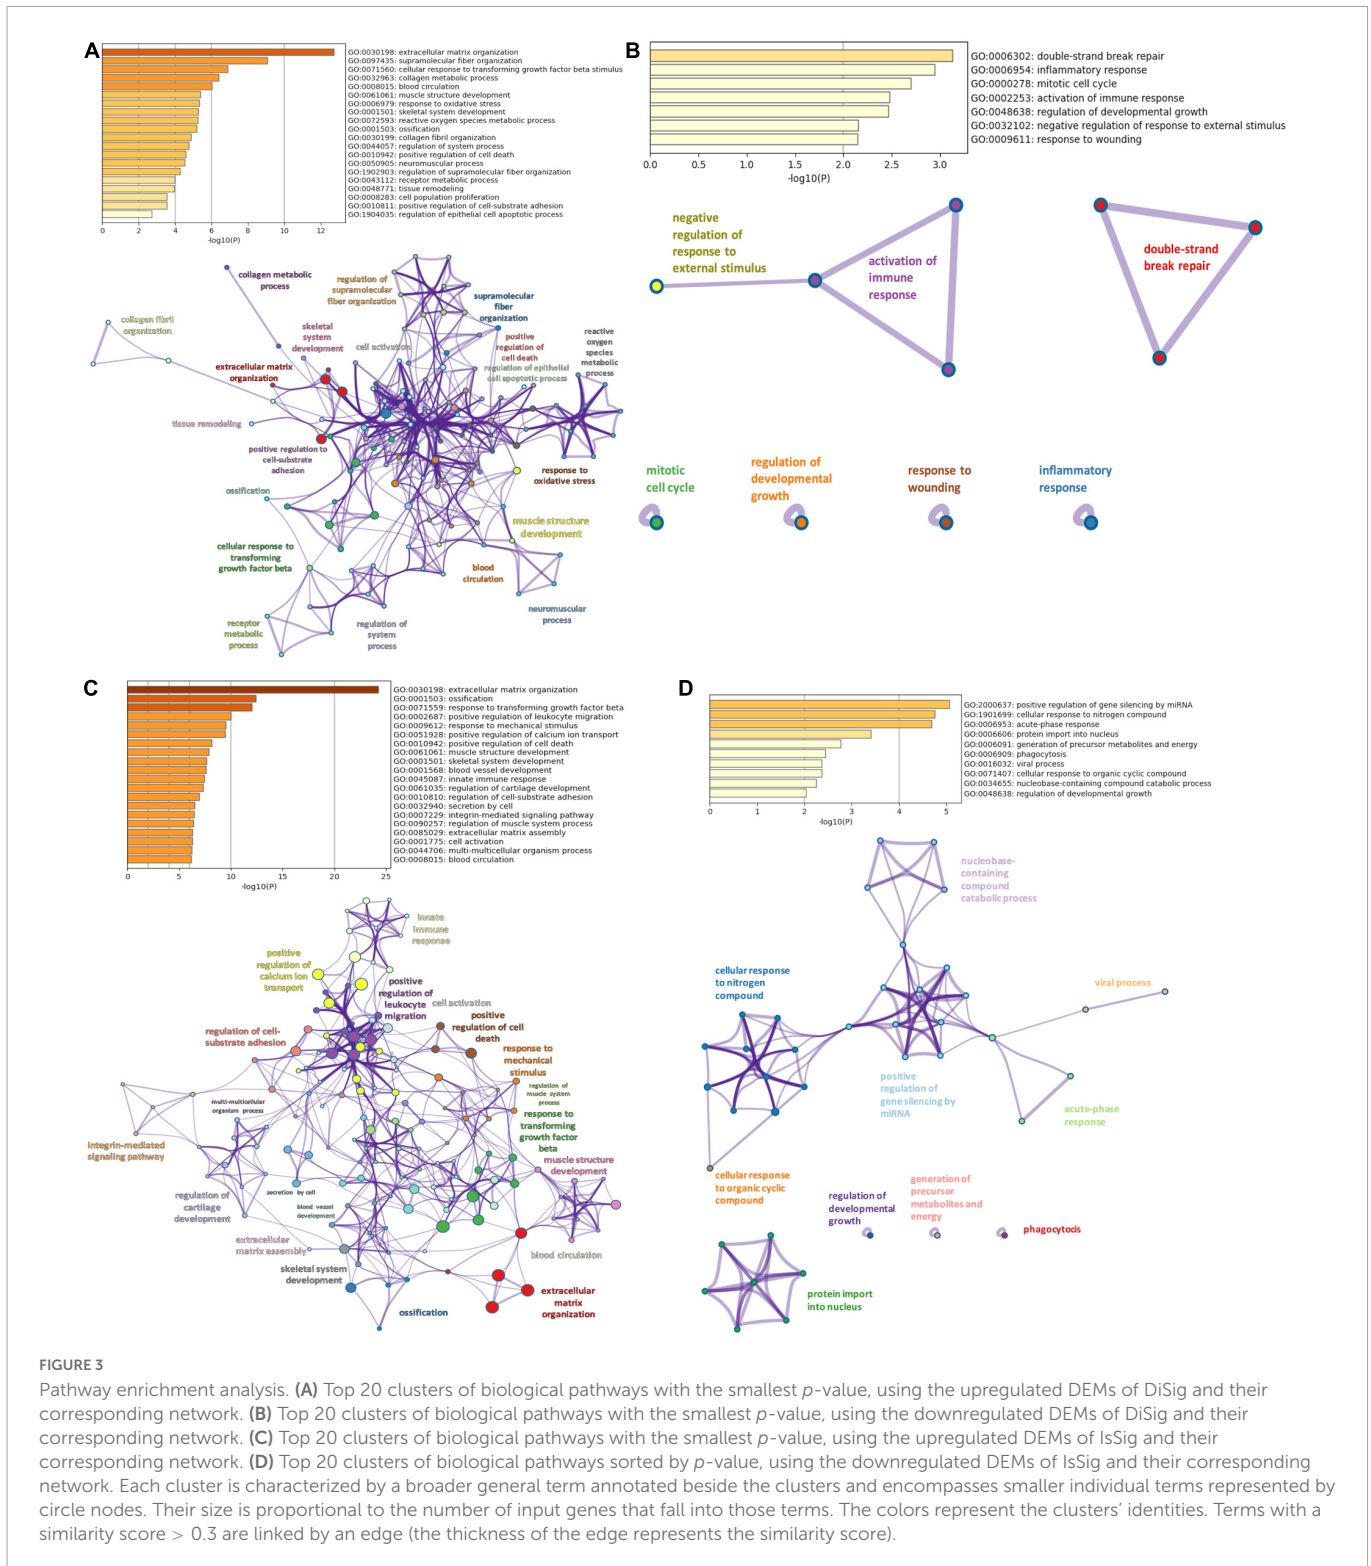 A
GO:0030198: extracellular matrix organization
GO:0097435: supramolecular fiber organization
GO:0071560: cellular response to transforming growth factor beta stimulus
GO:0032963: collagen metabolic process
GO:0008015: blood circulation
GO:0061061: muscle structure development
GO:0006979: response to oxidative stress
GO:0001501: skeletal system development
GO:0072593: reactive oxygen species metabolic process
GO:0001503: ossification
GO:0030199: collagen fibril organization
GO:0044057: regulation of system process
GO:0010942: positive regulation of cell death
GO:0050905: neuromuscular process
GO:1902903: regulation of supramolecular fiber organization
GO:0043112: receptor metabolic process
GO:0048771: tissue remodeling
GO:0008283: cell population proliferation
GO:0010811: positive regulation of cell-substrate adhesion
GO:1904035: regulation of epithelial cell apoptotic process
0 2 4 6 8 10 12
-log10(P)
collagen metabolic
process
regulation of
supramolecular
fiber organization
supramolecular
fiber
organization
collagen fibril
organization
skeletal
system
development
cell activation
positive
regulation of
cell death
reactive
oxygen
species
metabolic
process
extracellular matrix
organization
regulation of epithelial
cell apoptotic process
tissue remodeling
positive regulation to
cell-substrate
adhesion
response to
oxidative stress
ossification
muscle structure
development
cellular response to
transforming
growth factor beta
blood
circulation
neuromuscular
process
receptor
metabolic
process
regulation of
system
process
B
GO:0006302: double-strand break repair
GO:0006954: inflammatory response
GO:0000278: mitotic cell cycle
GO:0002253: activation of immune response
GO:0048638: regulation of developmental growth
GO:0032102: negative regulation of response to external stimulus
GO:0009611: response to wounding
0.0 0.5 1.0 1.5 2.0 2.5 3.0
-log10(P)
negative
regulation of
response to
external stimulus
activation of
immune
response
double-strand
break repair
mitotic
cell cycle
regulation of
developmental
growth
response to
wounding
inflammatory
response
C
GO:0030198: extracellular matrix organization
GO:0001503: ossification
GO:0071559: response to transforming growth factor beta
GO:0002687: positive regulation of leukocyte migration
GO:0009612: response to mechanical stimulus
GO:0051928: positive regulation of calcium ion transport
GO:0010942: positive regulation of cell death
GO:0061061: muscle structure development
GO:0001501: skeletal system development
GO:0001568: blood vessel development
GO:0045087: innate immune response
GO:0061035: regulation of cartilage development
GO:0010810: regulation of cell-substrate adhesion
GO:0032940: secretion by cell
GO:0007229: integrin-mediated signaling pathway
GO:0090257: regulation of muscle system process
GO:0085029: extracellular matrix assembly
GO:0001775: cell activation
GO:0044706: multi-multicellular organism process
GO:0008015: blood circulation
0 5 10 15 20 25
-log10(P)
innate
immune
response
positive
regulation of
calcium ion
transport
positive
regulation of
leukocyte
migration
cell activation
positive
regulation of cell
death
regulation of cell-
substrate adhesion
response to
mechanical
stimulus
regulation of
muscle system
process
multi-multicellular
organism process
response to
transforming
growth factor
beta
integrin-mediated
signaling pathway
muscle structure
development
regulation of
cartilage
development
secretion by cell
blood vessel
development
extracellular
matrix assembly
blood circulation
skeletal system
development
extracellular
matrix
organization
ossification
D
GO:2000637: positive regulation of gene silencing by miRNA
GO:1901699: cellular response to nitrogen compound
GO:0006953: acute-phase response
GO:0006606: protein import into nucleus
GO:0006091: generation of precursor metabolites and energy
GO:0006909: phagocytosis
GO:0016032: viral process
GO:0071407: cellular response to organic cyclic compound
GO:0034655: nucleobase-containing compound catabolic process
GO:0048638: regulation of developmental growth
0 1 2 3 4 5
-log10(P)
nucleobase-
containing
compound
catabolic process
cellular response
to nitrogen
compound
viral process
positive
regulation of
gene silencing by
miRNA
acute-phase
response
cellular response
to organic cyclic
compound
regulation of
developmental
growth
generation of
precursor
metabolites and
energy
phagocytocis
protein import
into nucleus
FIGURE 3
Pathway enrichment analysis. (A) Top 20 clusters of biological pathways with the smallest p-value, using the upregulated DEMs of DiSig and their
corresponding network. (B) Top 20 clusters of biological pathways with the smallest p-value, using the downregulated DEMs of DiSig and their
corresponding network. (C) Top 20 clusters of biological pathways with the smallest p-value, using the upregulated DEMs of IsSig and their
corresponding network. (D) Top 20 clusters of biological pathways sorted by p-value, using the downregulated DEMs of IsSig and their corresponding
network. Each cluster is characterized by a broader general term annotated beside the clusters and encompasses smaller individual terms represented by
circle nodes. Their size is proportional to the number of input genes that fall into those terms. The colors represent the clusters’ identities. Terms with a
similarity score > 0.3 are linked by an edge (the thickness of the edge represents the similarity score).